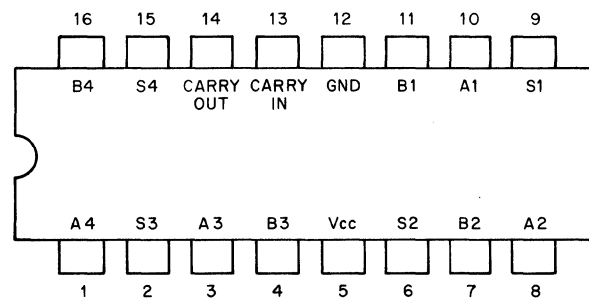 16 15 14 13 12 11 10 9
B4 S4 CARRY CARRY GND B1 A1 S1
OUT IN
A4 S3 A3 B3 Vcc S2 B2 A2
1 2 3 4 5 6 7 8